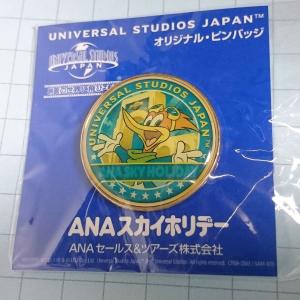 UNIVERSAL STUDIOS JAPAN™
オリジナル・ピンバッジ
UNIVERSAL STUDIOS
JAPAN
UNIVERSAL STUDIOS JAPAN
ANA SKY HOLIDAY
ANAスカイホリデー
ANAセールス&ツアーズ株式会社